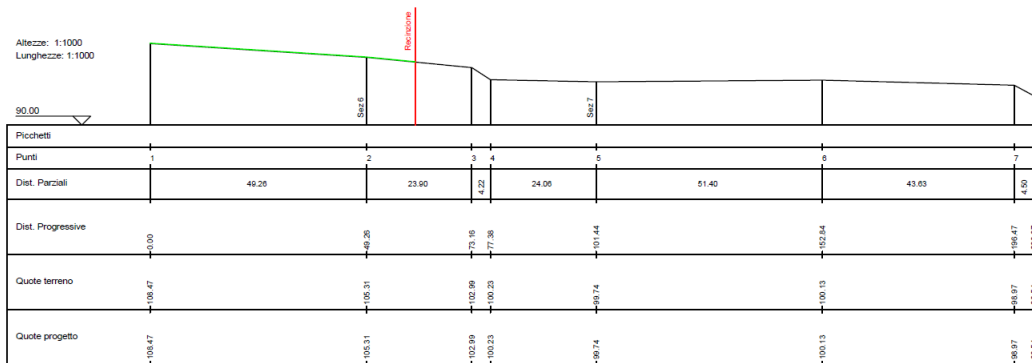 Altezze: 1:1000
Lunghezze: 1:1000
Recinzione
90.00
Sez 6
Sez 7
Picchetti
Punti 1 2 3 4 5 6 7
Dist. Parziali 49.26 23.90 4.22 24.06 51.40 43.63 4.50
Dist. Progressive 0.00 49.26 73.16 77.38 101.44 152.84 196.47
Quote terreno 108.47 105.31 102.99 100.23 99.74 100.13 98.97
Quote progetto 108.47 105.31 102.99 100.23 99.74 100.13 98.97